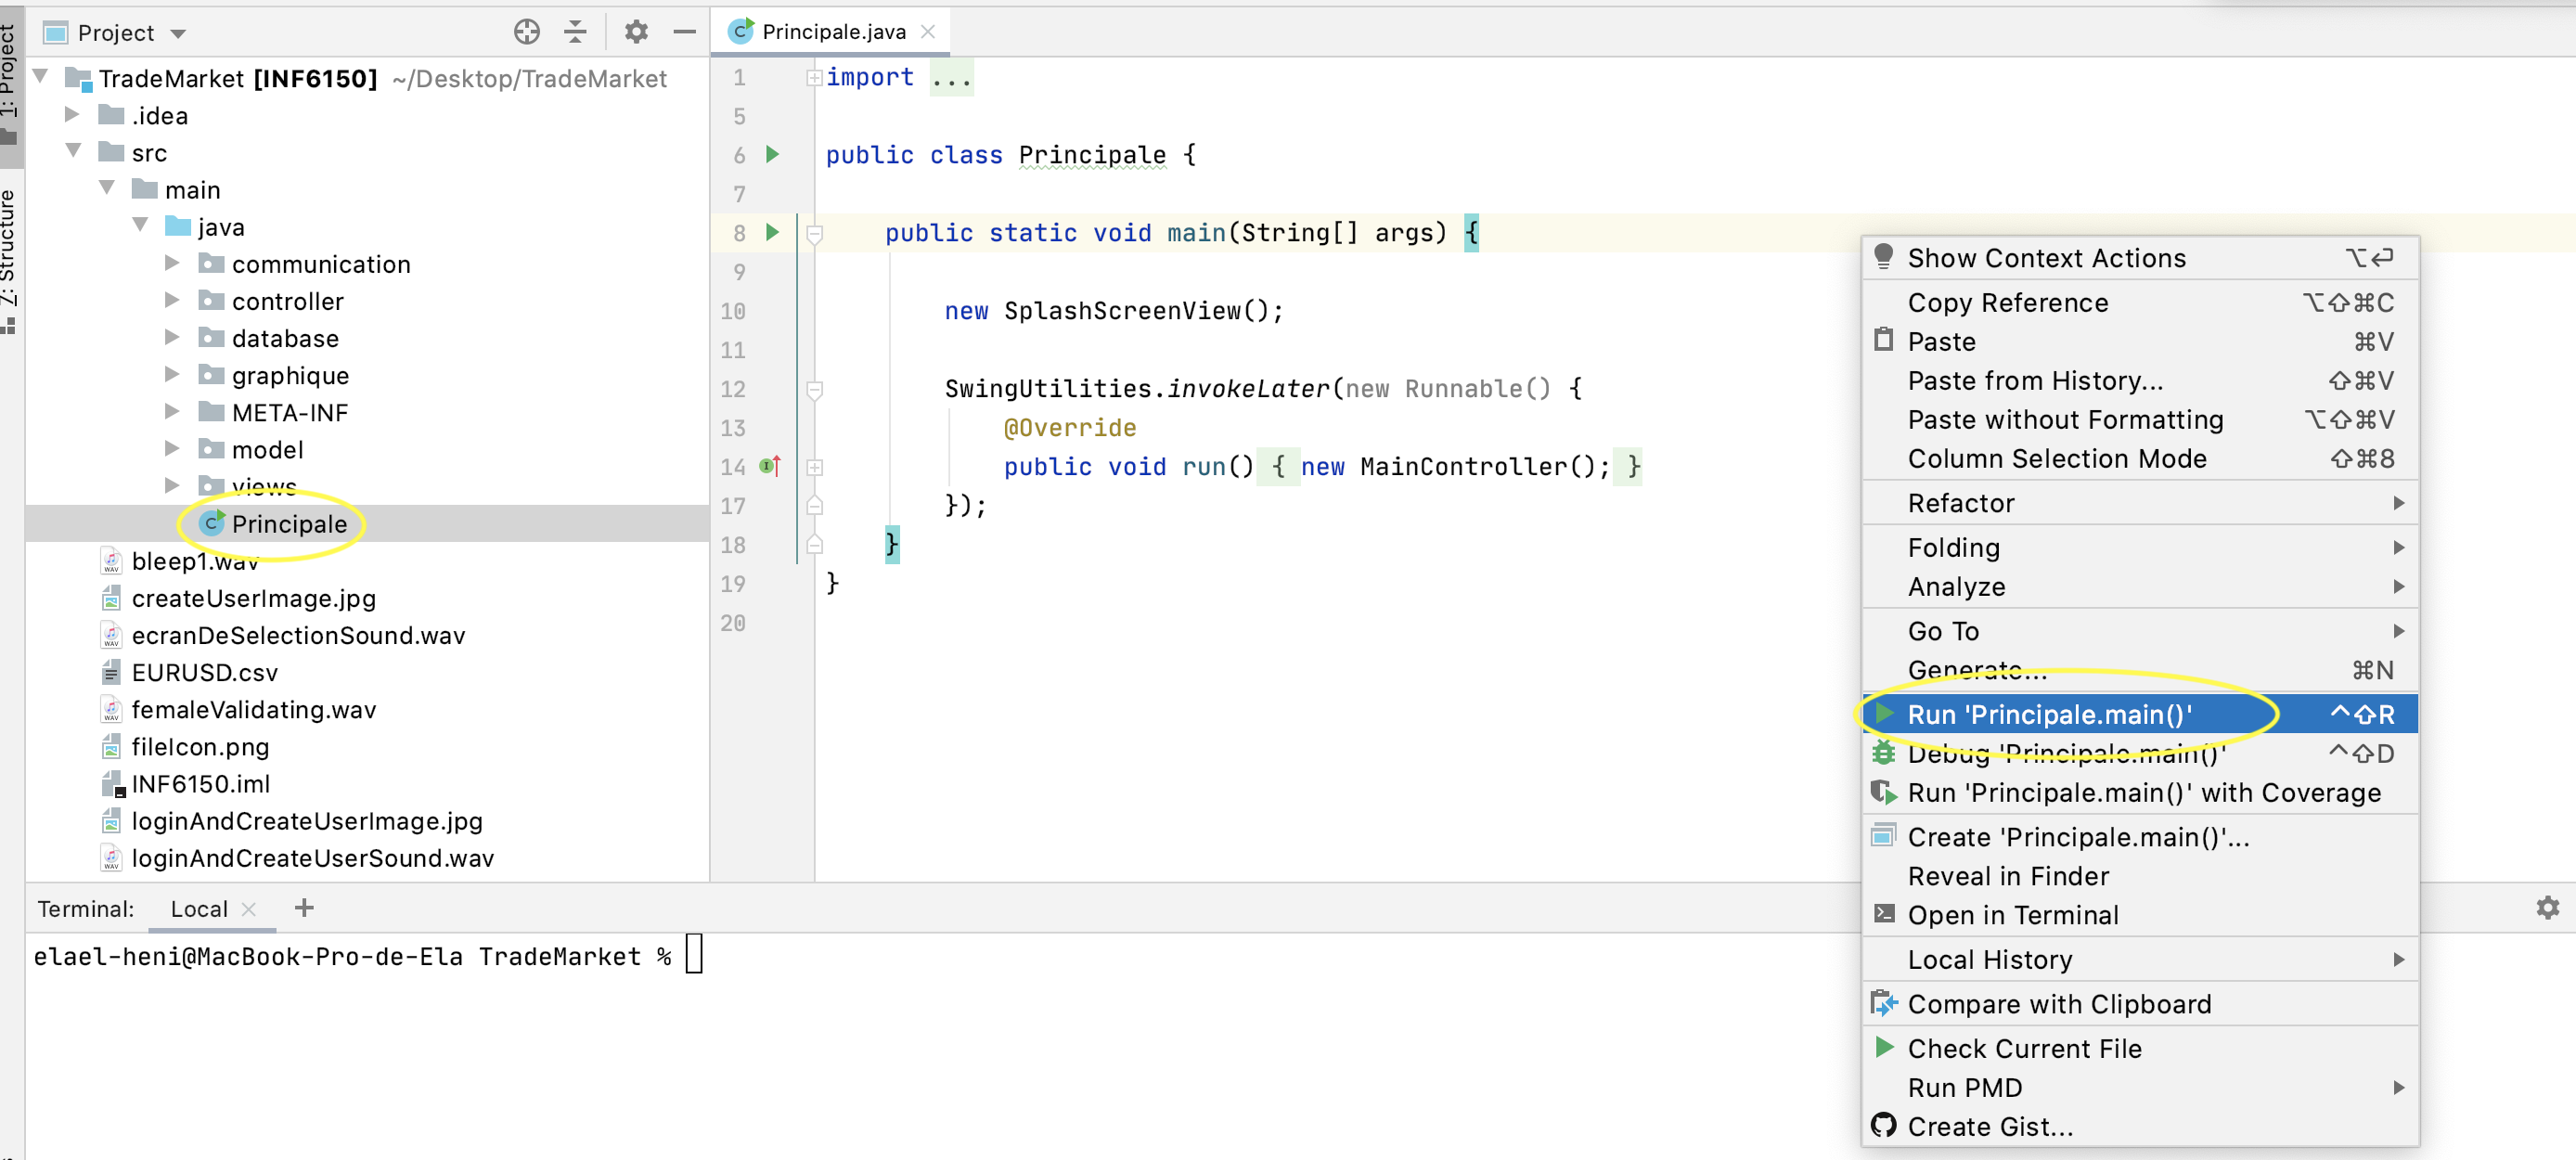 1: Project
7: Structure
Project
TradeMarket [INF6150] ~/Desktop/TradeMarket
.idea
src
main
java
communication
controller
database
graphique
META-INF
model
views
Principale
bleep1.wav
createUserImage.jpg
ecranDeSelectionSound.wav
EURUSD.csv
femaleValidating.wav
fileIcon.png
INF6150.iml
loginAndCreateUserImage.jpg
loginAndCreateUserSound.wav
Principale.java
1 import ...
5
6 public class Principale {
7
8 public static void main(String[] args) {
9
10 new SplashScreenView();
11
12 SwingUtilities.invokeLater(new Runnable() {
13 @Override
14 public void run() { new MainController(); }
17 });
18 }
19 }
20
Show Context Actions ⌥⏎
Copy Reference ⌥⇧⌘C
Paste ⌘V
Paste from History... ⇧⌘V
Paste without Formatting ⌥⇧⌘V
Column Selection Mode ⇧⌘8
Refactor
Folding
Analyze
Go To
Generate... ⌘N
Run 'Principale.main()' ^⇧R
Debug 'Principale.main()' ^⇧D
Run 'Principale.main()' with Coverage
Create 'Principale.main()'...
Reveal in Finder
Open in Terminal
Local History
Compare with Clipboard
Check Current File
Run PMD
Create Gist...
Terminal: Local +
elael-heni@MacBook-Pro-de-Ela TradeMarket %